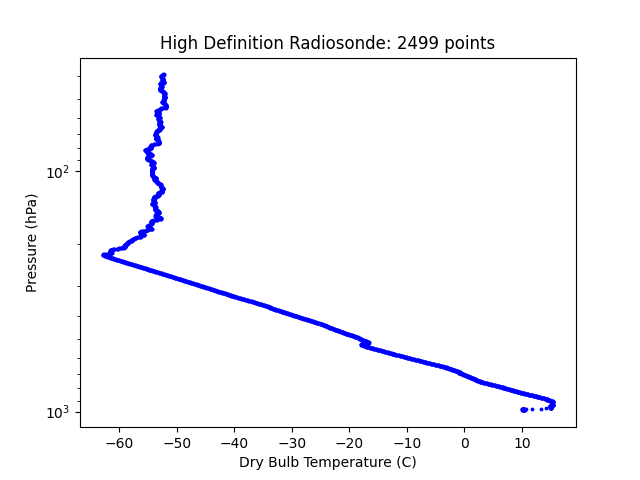 High Definition Radiosonde: 2499 points
10²
10³
Pressure (hPa)
−60 −50 −40 −30 −20 −10 0 10
Dry Bulb Temperature (C)